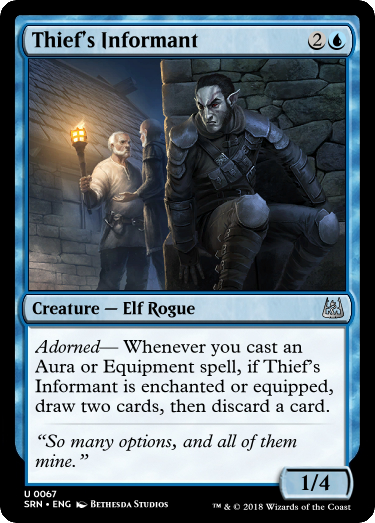 Thief's Informant
2
Creature — Elf Rogue
Adorned— Whenever you cast an
Aura or Equipment spell, if Thief's
Informant is enchanted or equipped,
draw two cards, then discard a card.
"So many options, and all of them
mine."
1/4
U 0067
SRN • ENG Bethesda Studios
™ & © 2018 Wizards of the Coast